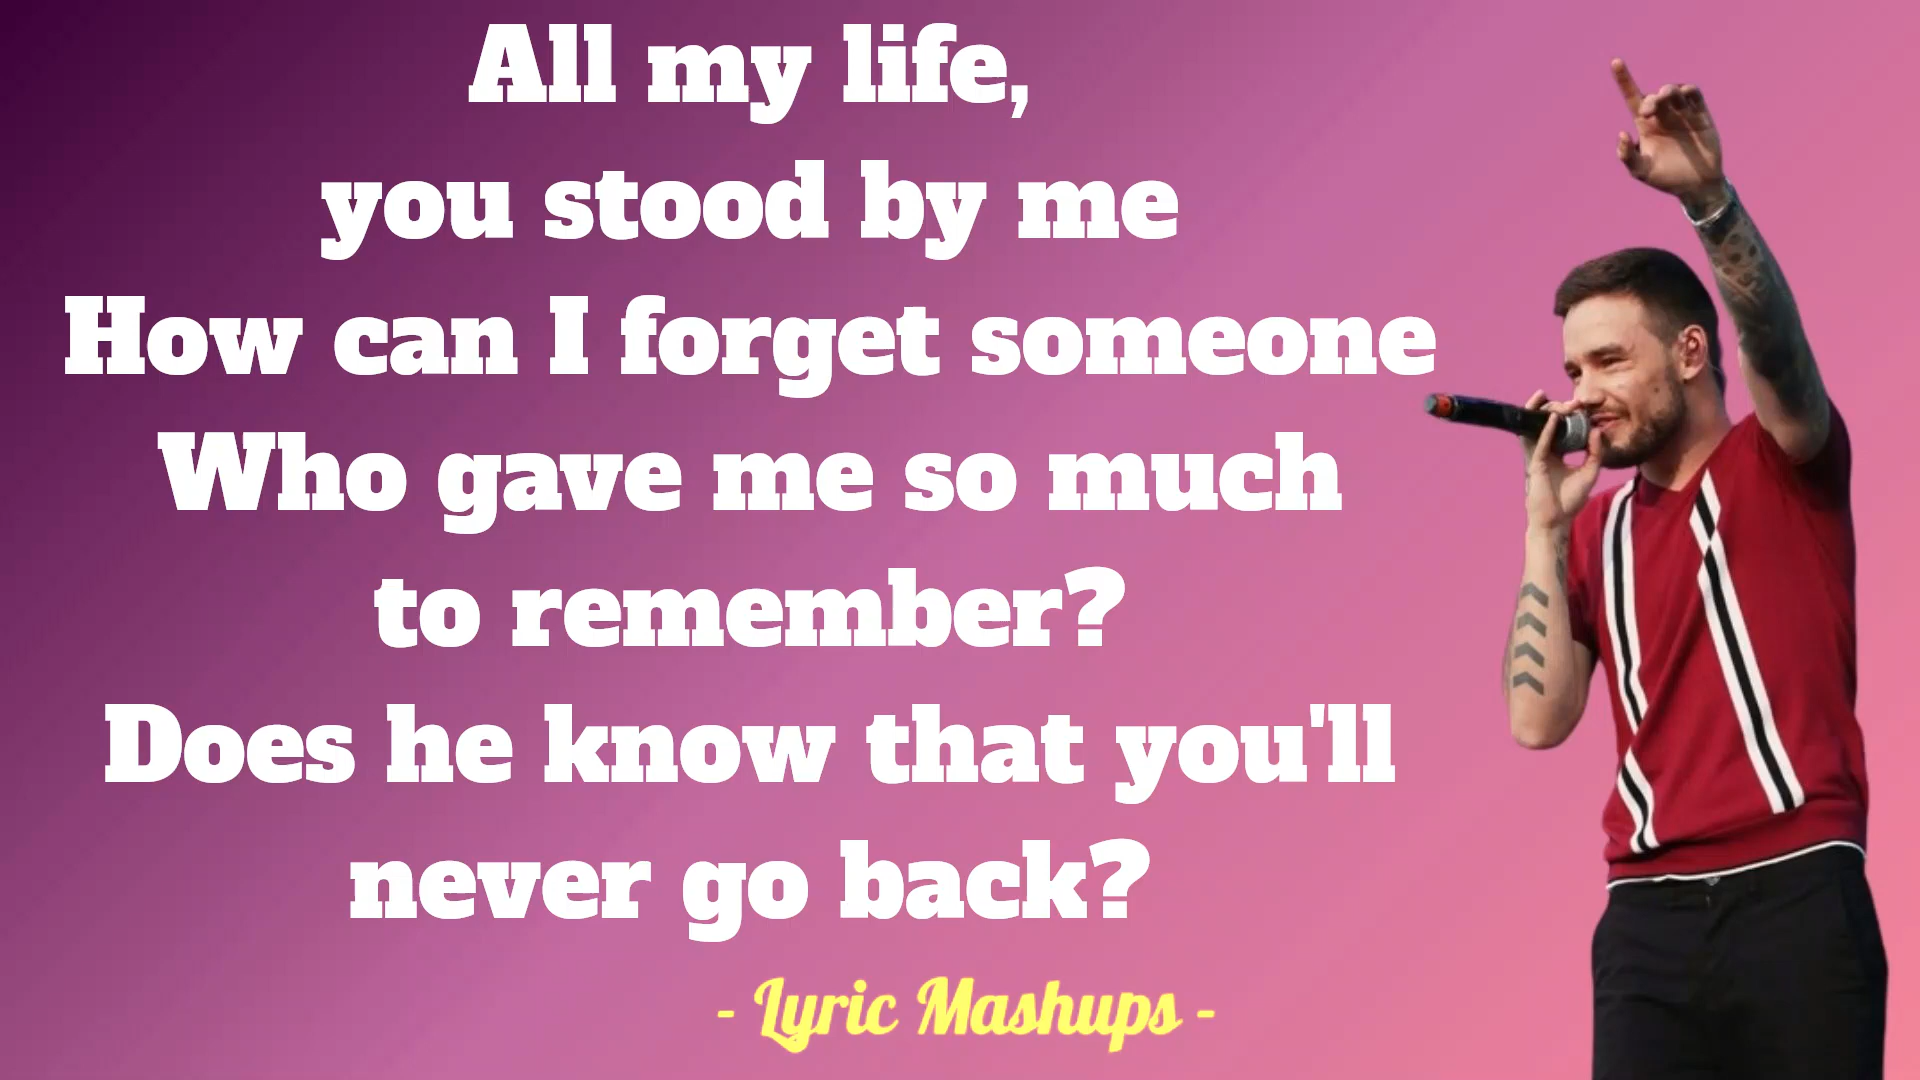 All my life,
you stood by me
How can I forget someone
Who gave me so much
to remember?
Does he know that you'll
never go back?
- Lyric Mashups -